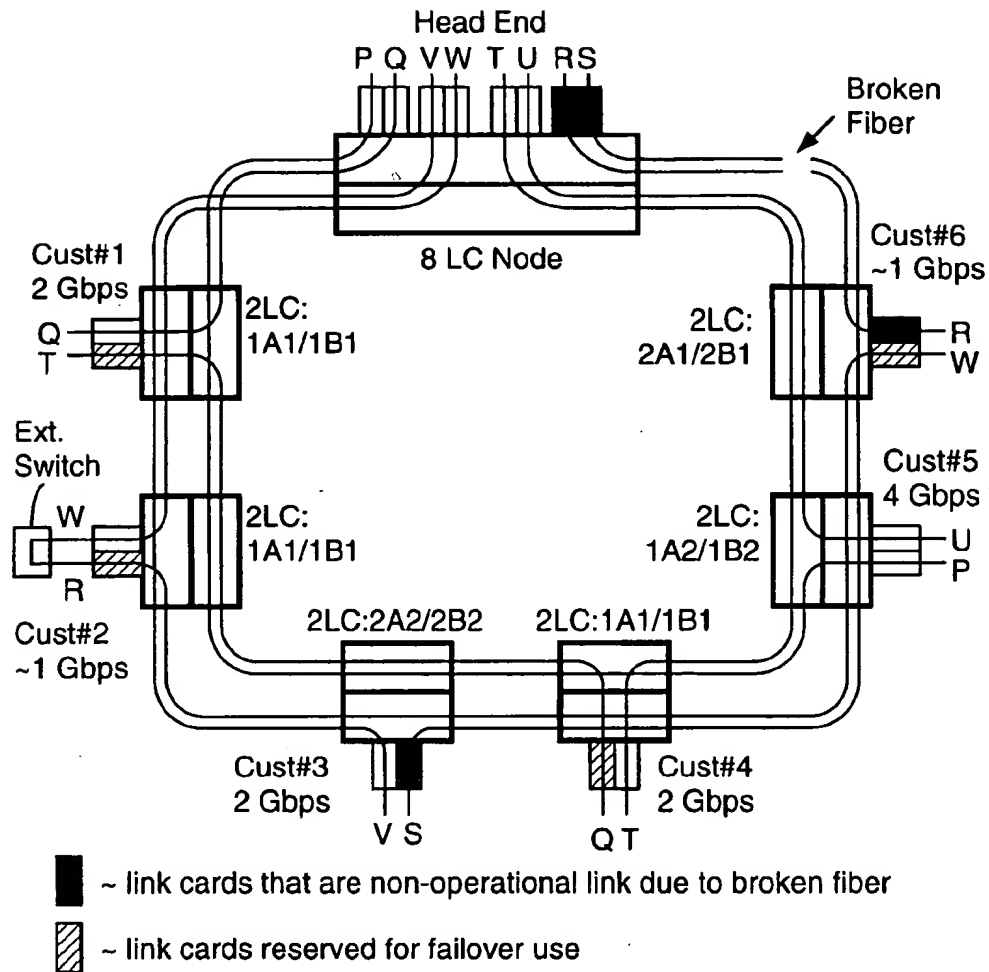 Head End
P Q V W T U R S
Broken
Fiber
8 LC Node
Cust#1
2 Gbps
Q
T
2LC:
1A1/1B1
2LC:
2A1/2B1
Cust#6
~1 Gbps
R
W
Ext.
Switch
W
R
2LC:
1A1/1B1
Cust#2
~1 Gbps
2LC:
1A2/1B2
Cust#5
4 Gbps
U
P
2LC:2A2/2B2
2LC:1A1/1B1
Cust#3
2 Gbps
V S
Cust#4
2 Gbps
Q T
~ link cards that are non-operational link due to broken fiber
~ link cards reserved for failover use